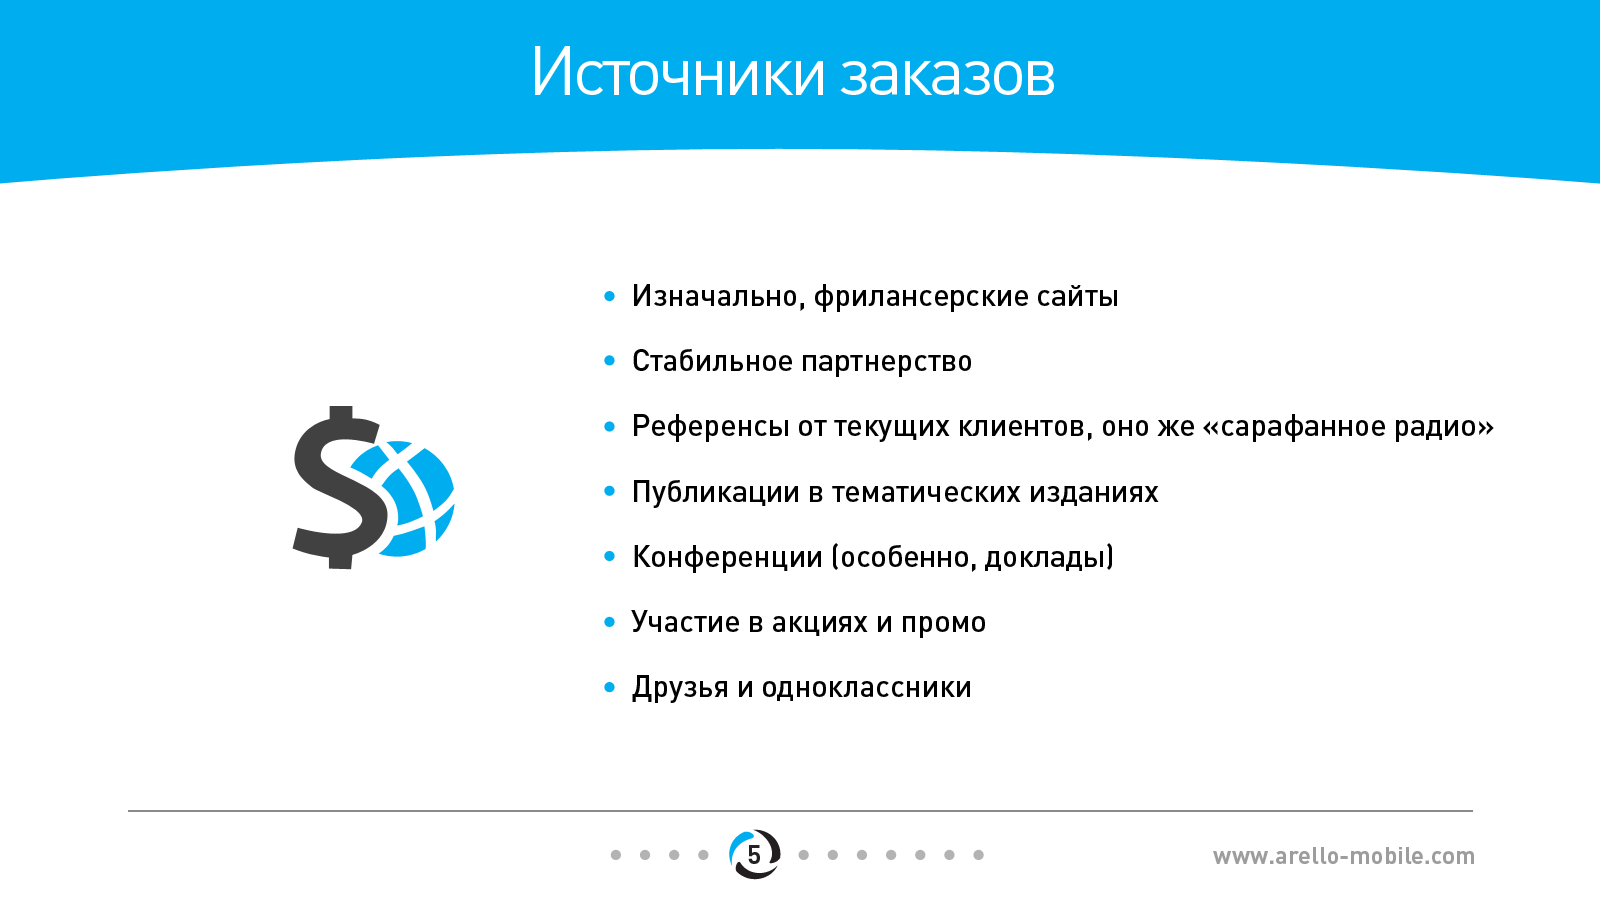 Источники заказов
• Изначально, фрилансерские сайты
• Стабильное партнерство
• Референсы от текущих клиентов, оно же «сарафанное радио»
• Публикации в тематических изданиях
• Конференции (особенно, доклады)
• Участие в акциях и промо
• Друзья и одноклассники
5
www.arello-mobile.com